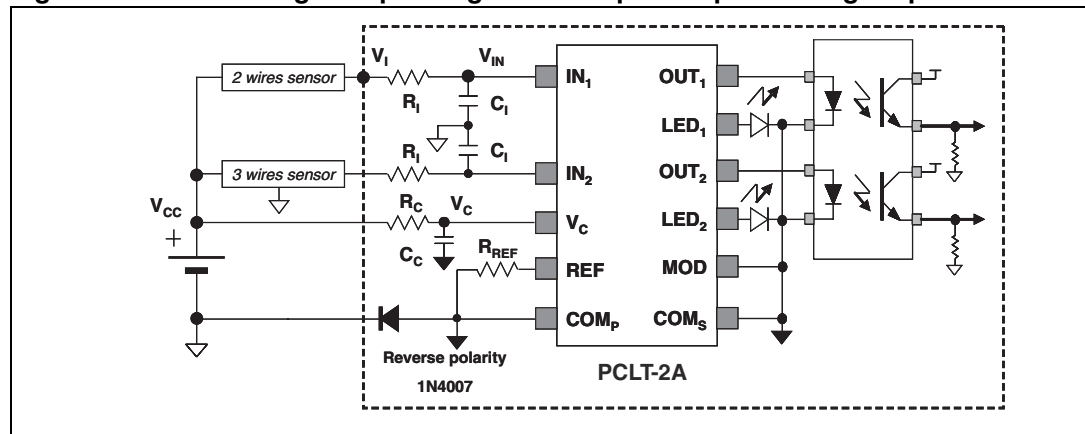 V_I
V_IN
2 wires sensor
R_I
C_I
IN_1
OUT_1
LED_1
C_I
R_I
3 wires sensor
IN_2
OUT_2
V_CC
+
R_C
V_C
V_C
LED_2
C_C
R_REF
REF
MOD
COM_P
COM_S
Reverse polarity
1N4007
PCLT-2A